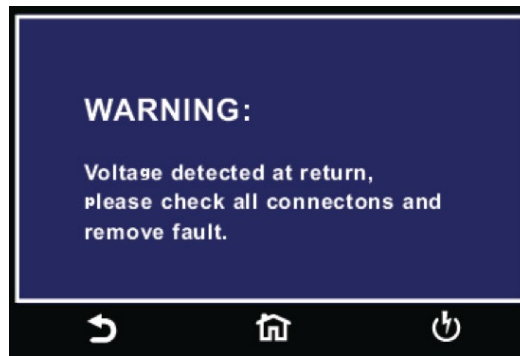 WARNING:
Voltage detected at return,
please check all connectons and
remove fault.